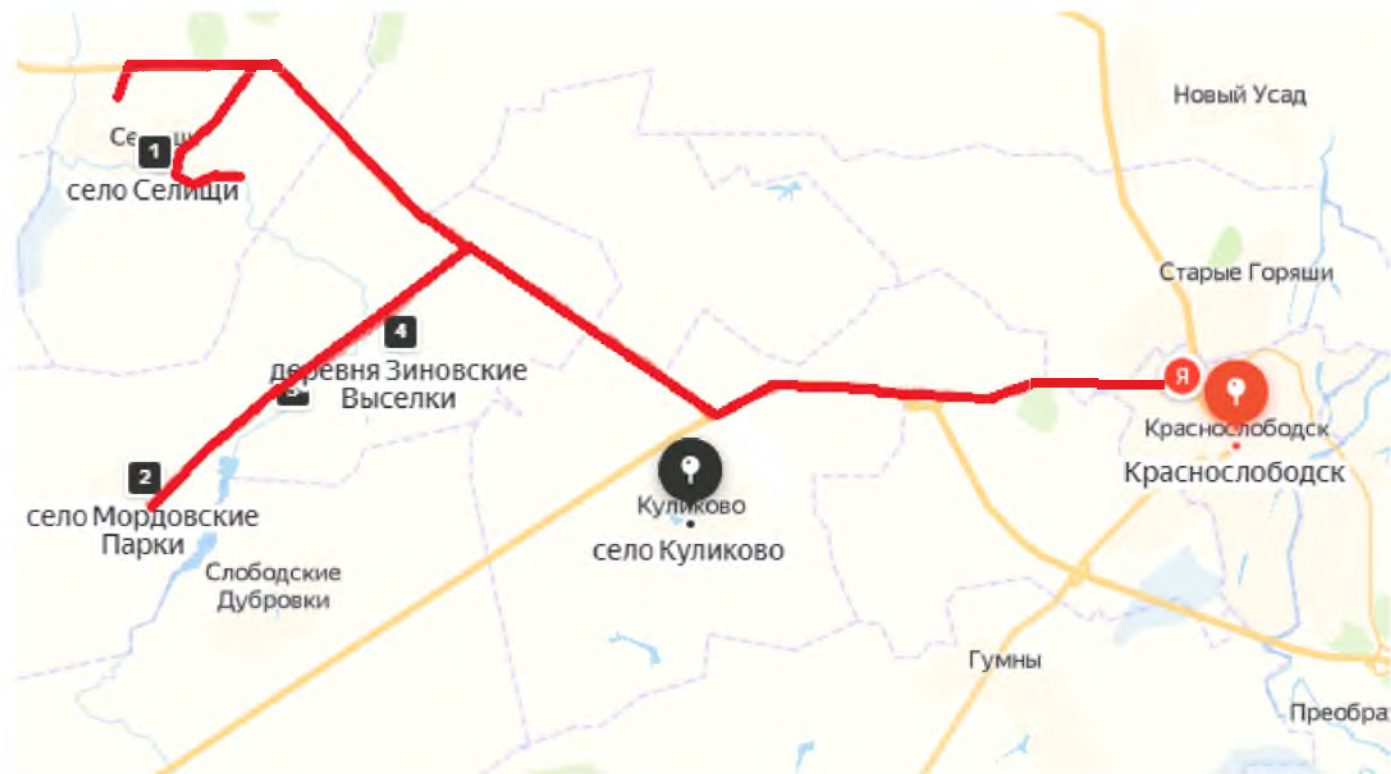 Новый Усад
1
село Селищи
Старые Горяши
4
деревня Зиновские
Выселки
Я
Краснослободск
Краснослободск
2
село Мордовские
Парки
Куликово
село Куликово
Слободские
Дубровки
Гумны
Преобра